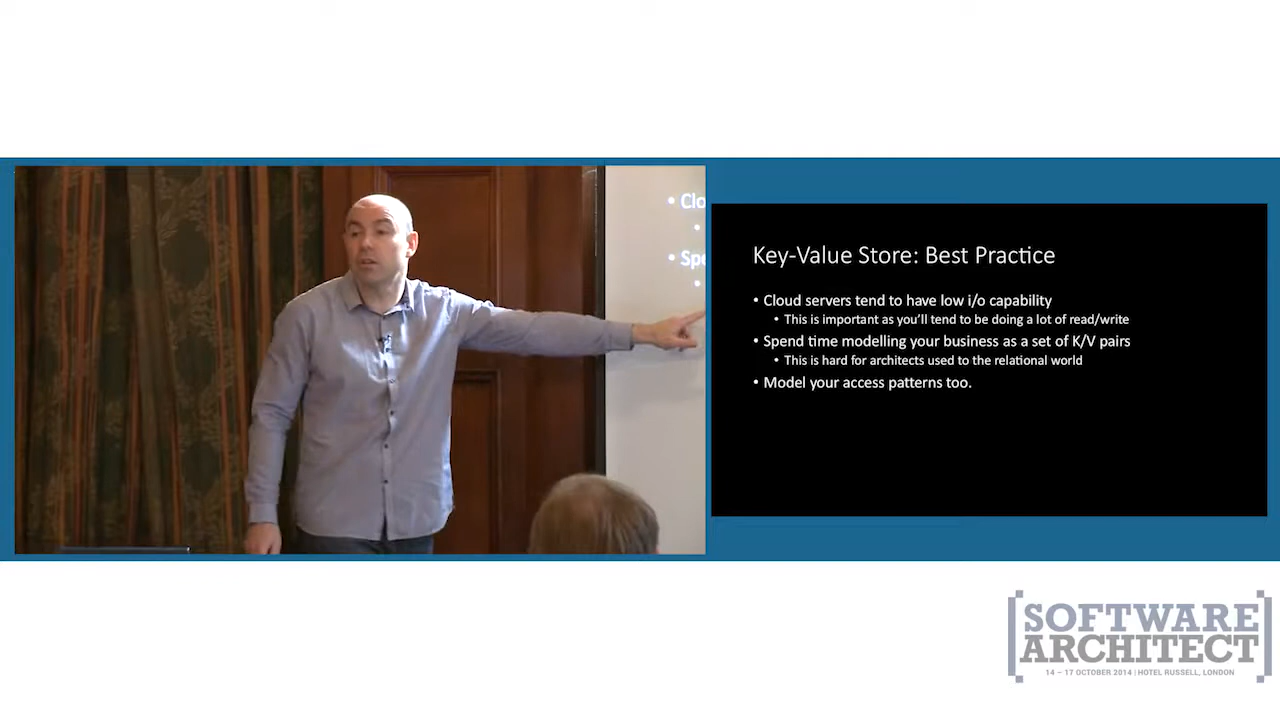 • Clo
•
• Spe
•
Key-Value Store: Best Practice
• Cloud servers tend to have low i/o capability
• This is important as you'll tend to be doing a lot of read/write
• Spend time modelling your business as a set of K/V pairs
• This is hard for architects used to the relational world
• Model your access patterns too.
[SOFTWARE
ARCHITECT]
14 – 17 OCTOBER 2014 | HOTEL RUSSELL, LONDON